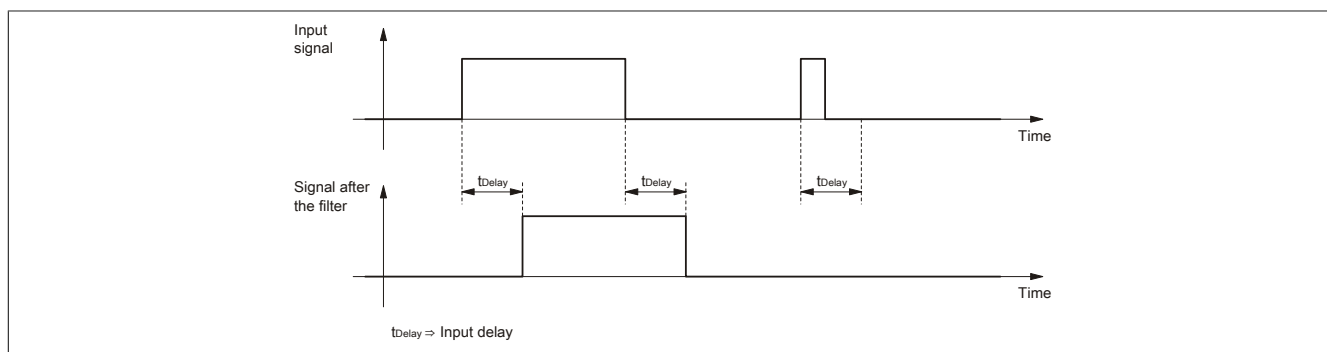 Input
signal
Time
tDelay
tDelay
tDelay
Signal after
the filter
Time
tDelay ⇒ Input delay